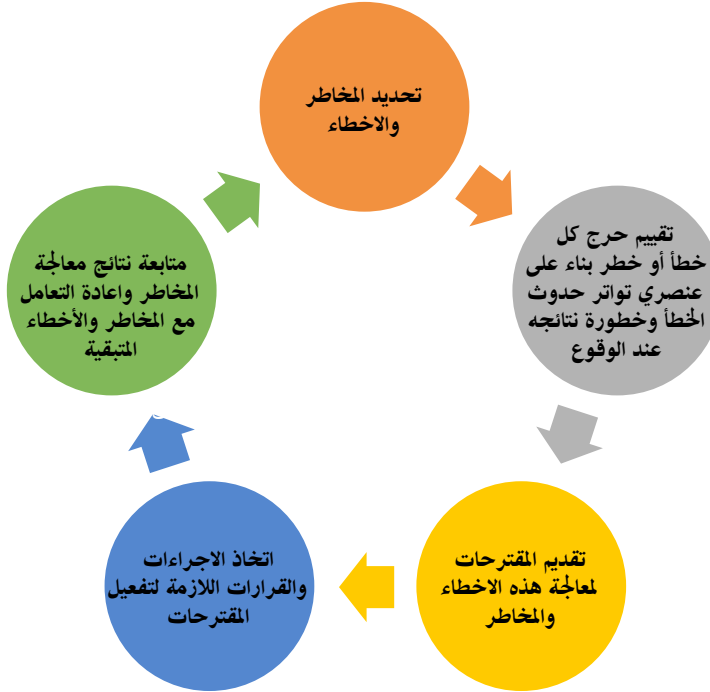 تحديد المخاطر
والاخطاء
تقييم حرج كل
خطأ أو خطر بناء على
عنصري تواتر حدوث
الخطأ وخطورة نتائجه
عند الوقوع
تقديم المقترحات
لمعالجة هذه الاخطاء
والمخاطر
اتخاذ الاجراءات
والقرارات اللازمة لتفعيل
المقترحات
متابعة نتائج معالجة
المخاطر واعادة التعامل
مع المخاطر والأخطاء
المتبقية